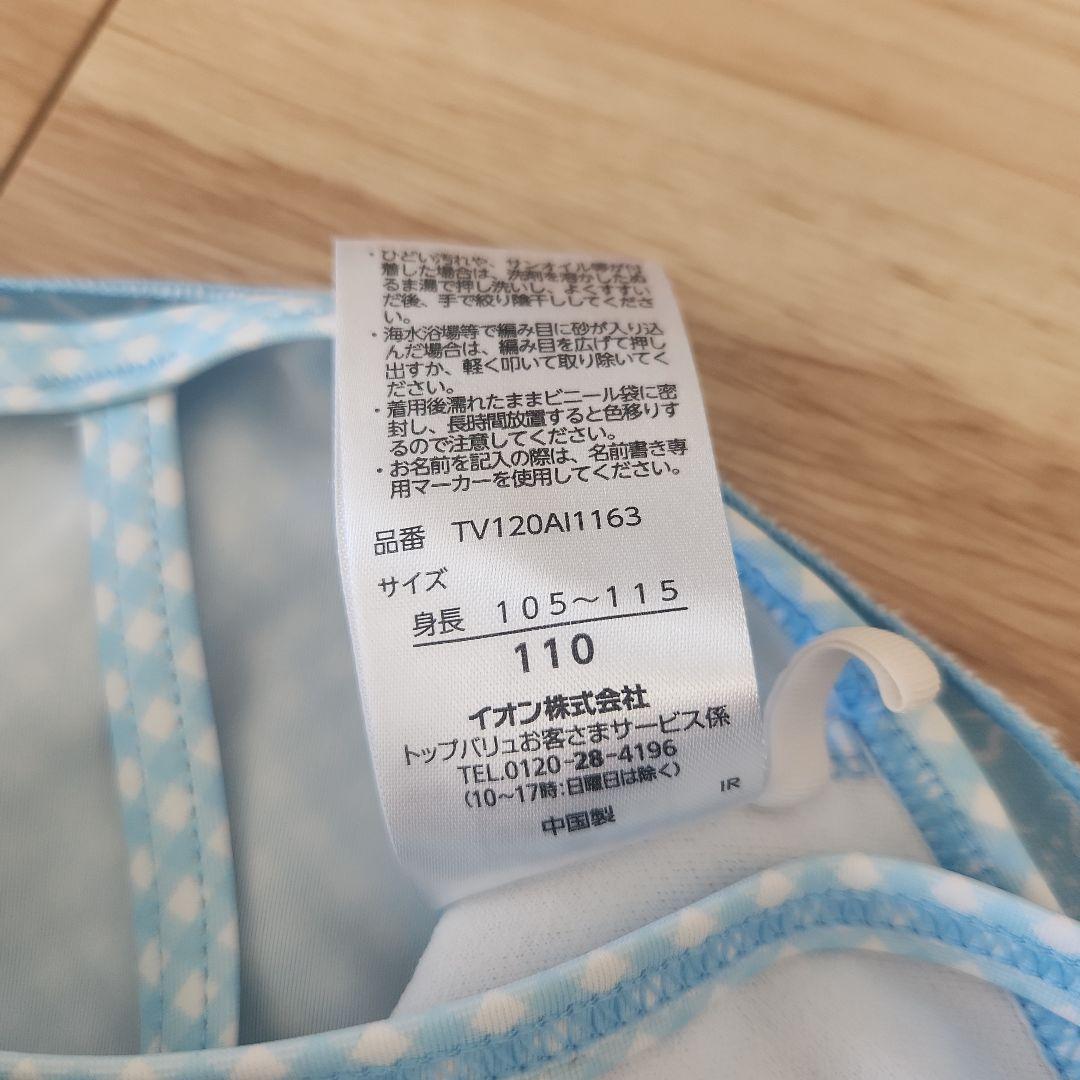 ・ひどい汚れや、サンオイル等が付
着した場合は、洗剤を溶かしたぬ
るま湯で押し洗いし、よくすすい
だ後、手で絞り陰干ししてくださ
い。
・海水浴場等で編み目に砂が入り込
んだ場合は、編み目を広げて押し
出すか、軽く叩いて取り除いてく
ださい。
・着用後濡れたままビニール袋に密
封し、長時間放置すると色移りす
るので注意してください。
・お名前を記入の際は、名前書き専
用マーカーを使用してください。
品番 TV120AI1163
サイズ
身長 105~115
110
イオン株式会社
トップバリュお客さまサービス係
TEL.0120-28-4196
(10~17時:日曜日は除く)
IR
中国製